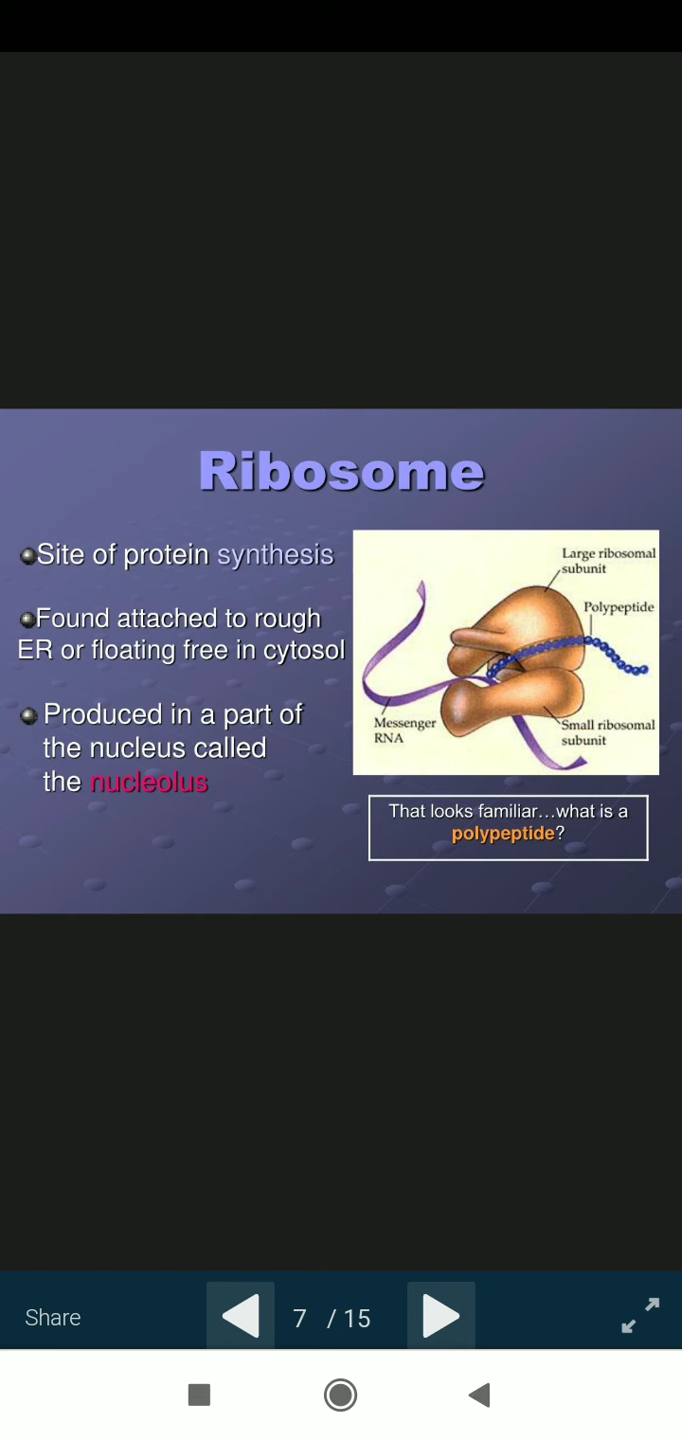 Ribosome
Site of protein synthesis
Found attached to rough
ER or floating free in cytosol
Produced in a part of
the nucleus called
the nucleolus
Large ribosomal
subunit
Polypeptide
Messenger
RNA
Small ribosomal
subunit
That looks familiar…what is a
polypeptide?
Share
7 / 15